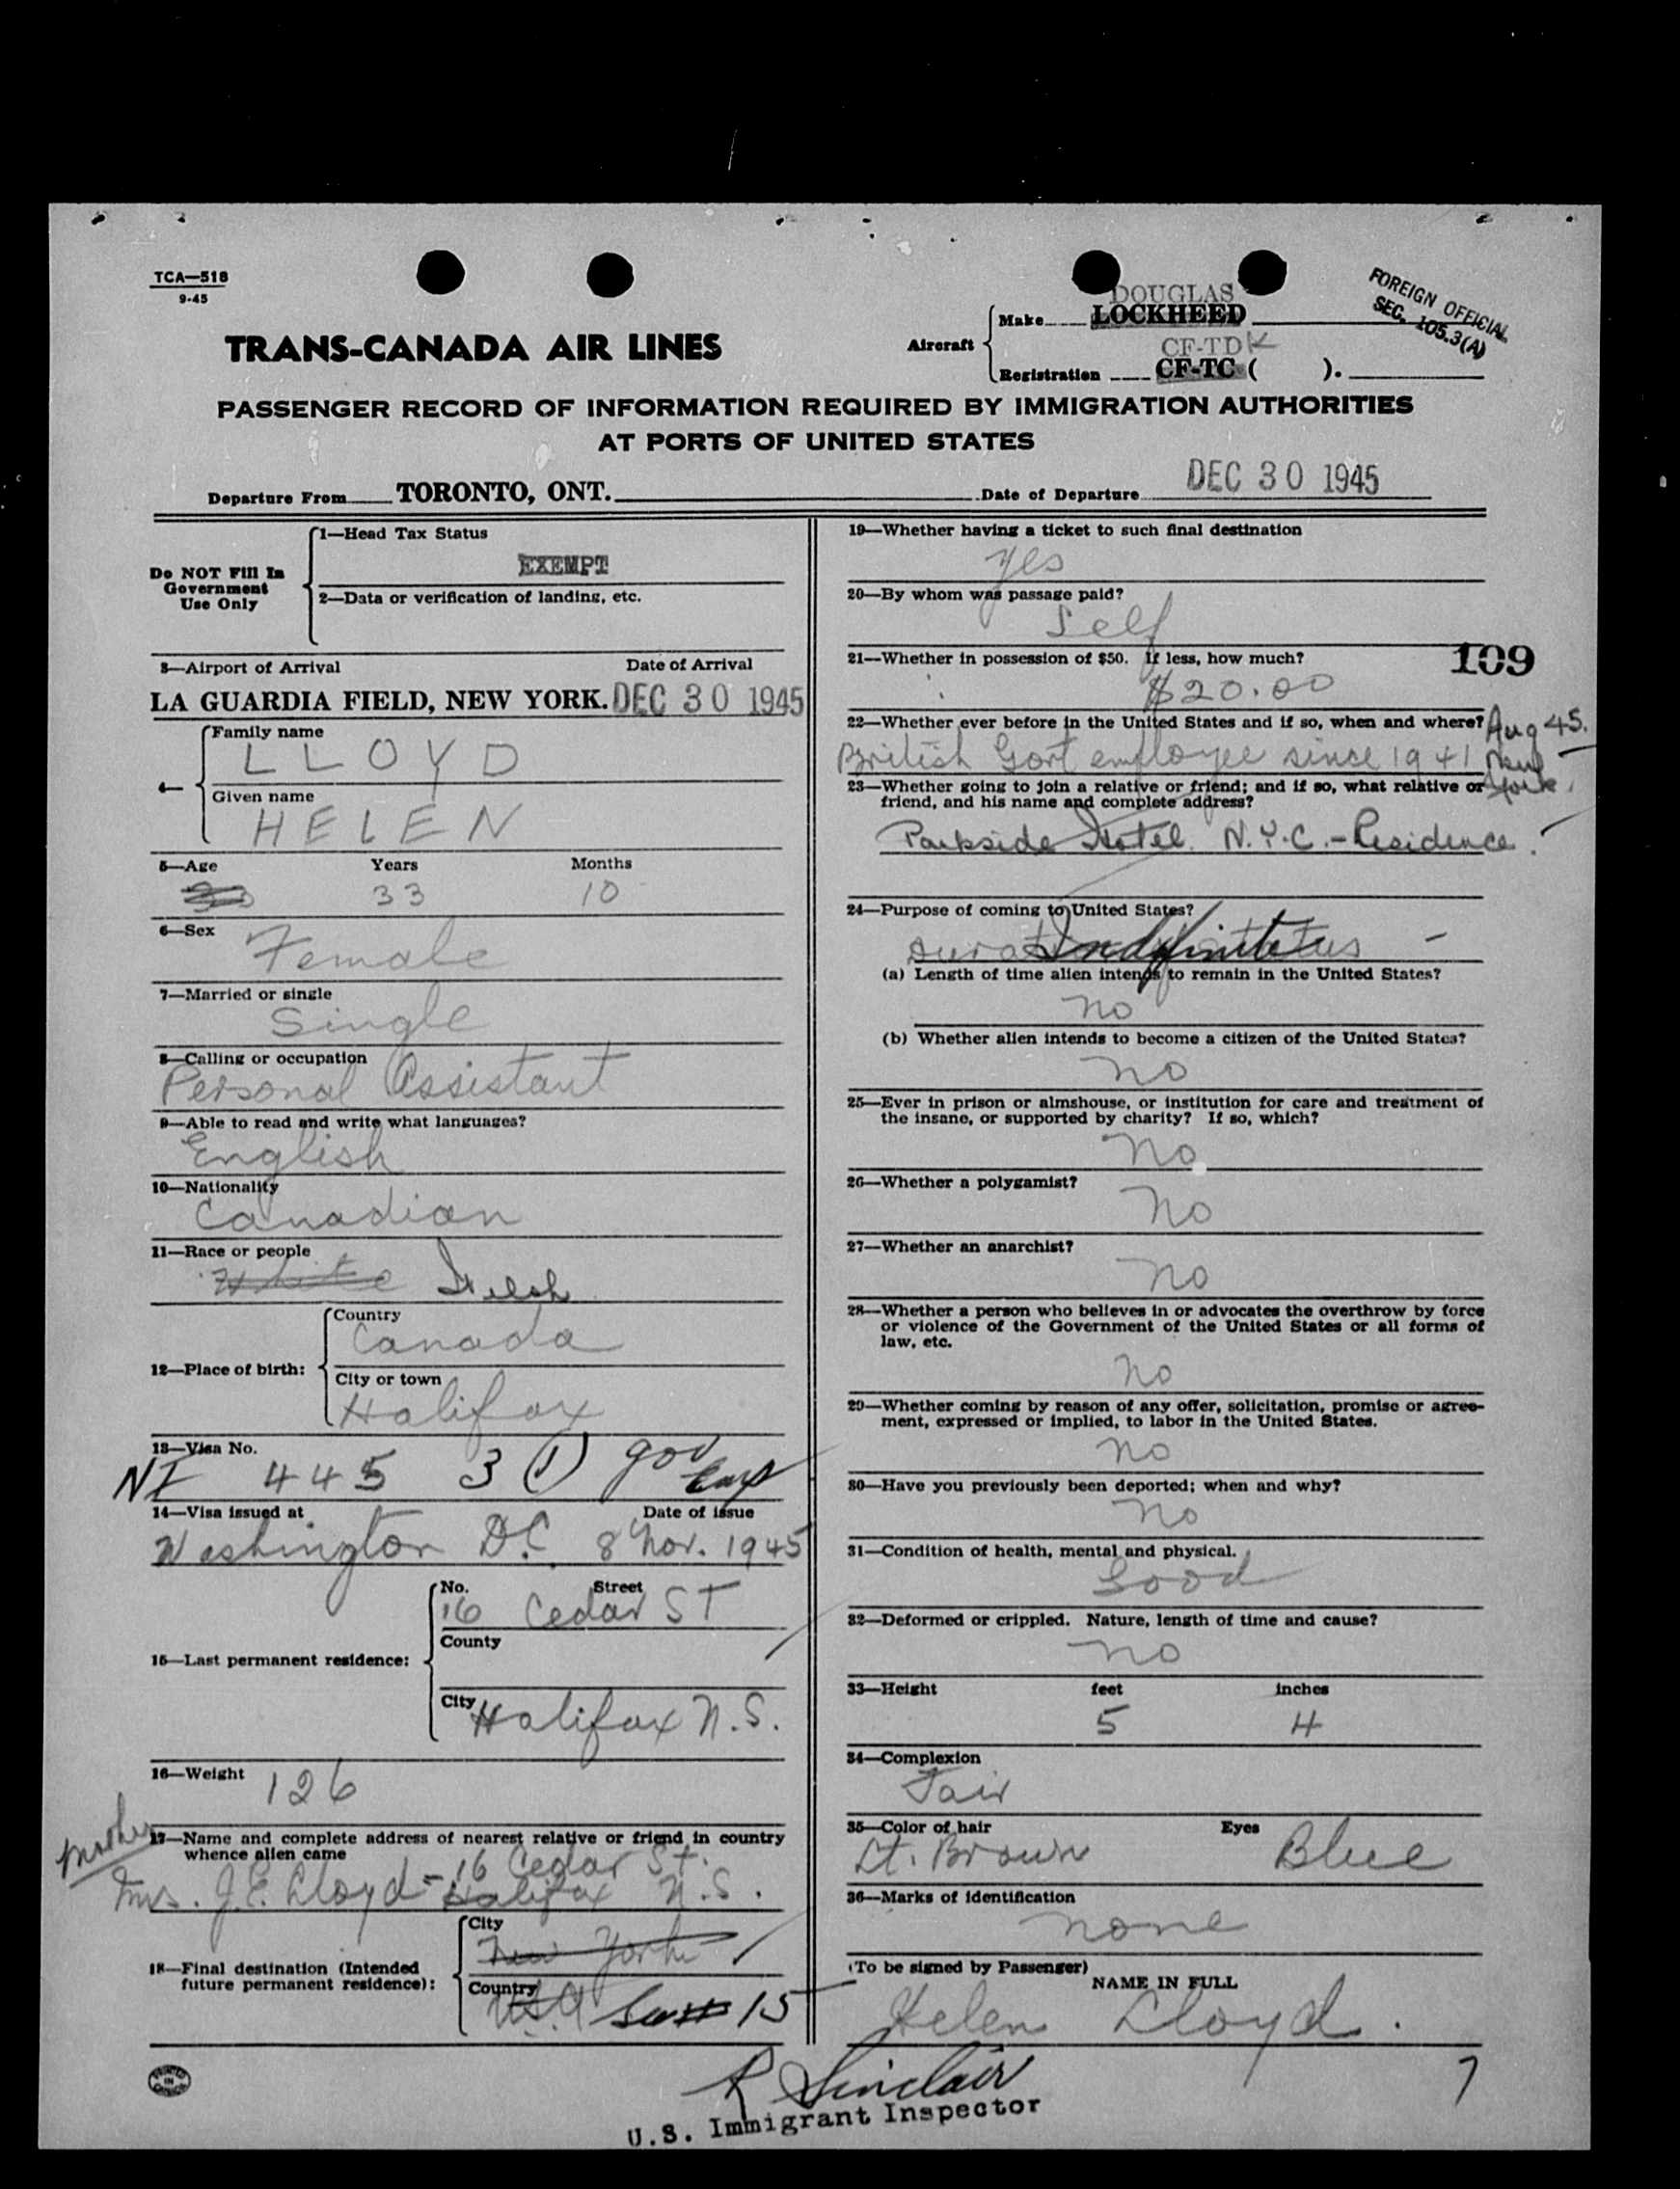 TCA—518
9-45
TRANS-CANADA AIR LINES
Aircraft
DOUGLAS
Make LOCKHEED
CF-TDK
Registration CF-TC ( ).
FOREIGN OFFICIAL
SEC. 105.3(A)
PASSENGER RECORD OF INFORMATION REQUIRED BY IMMIGRATION AUTHORITIES
AT PORTS OF UNITED STATES
Departure From TORONTO, ONT. Date of Departure DEC 30 1945
Do NOT Fill In
Government
Use Only
1—Head Tax Status
EXEMPT
2—Data or verification of landing, etc.
3—Airport of Arrival Date of Arrival
LA GUARDIA FIELD, NEW YORK. DEC 30 1945
4—
Family name
LLOYD
Given name
HELEN
5—Age Years Months
33 10
6—Sex
Female
7—Married or single
Single
8—Calling or occupation
Personal Assistant
9—Able to read and write what languages?
English
10—Nationality
Canadian
11—Race or people
White Welsh
12—Place of birth:
Country
Canada
City or town
Halifax
13—Visa No.
NI 445 3 (1) gov
14—Visa issued at Date of issue
Washington D.C. 8 Nov. 1945
15—Last permanent residence:
No. Street
16 Cedar ST
County
City
Halifax N.S.
16—Weight
126
Mother
17—Name and complete address of nearest relative or friend in country
whence alien came
16 Cedar St.
Mrs. J.E. Lloyd - Halifax N.S.
18—Final destination (Intended
future permanent residence):
City
New York
Country
USA 15
19—Whether having a ticket to such final destination
Yes
20—By whom was passage paid?
Self
21—Whether in possession of $50. If less, how much?
109
$20.00
22—Whether ever before in the United States and if so, when and where?
Aug 45.
British Govt employee since 1941 New
York
23—Whether going to join a relative or friend; and if so, what relative or
friend, and his name and complete address?
Parkside Hotel. N.Y.C. - Residence.
24—Purpose of coming to United States?
Indefinite
(a) Length of time alien intends to remain in the United States?
no
(b) Whether alien intends to become a citizen of the United States?
no
25—Ever in prison or almshouse, or institution for care and treatment of
the insane, or supported by charity? If so, which?
no
26—Whether a polygamist?
no
27—Whether an anarchist?
no
28—Whether a person who believes in or advocates the overthrow by force
or violence of the Government of the United States or all forms of
law, etc.
no
29—Whether coming by reason of any offer, solicitation, promise or agree-
ment, expressed or implied, to labor in the United States.
no
30—Have you previously been deported; when and why?
no
31—Condition of health, mental and physical.
Good
32—Deformed or crippled. Nature, length of time and cause?
no
33—Height feet inches
5 4
34—Complexion
Fair
35—Color of hair Eyes
Lt. Brown Blue
36—Marks of identification
none
(To be signed by Passenger)
NAME IN FULL
Helen Lloyd.
R Sinclair
U.S. Immigrant Inspector
7
PRINTED
IN
CANADA